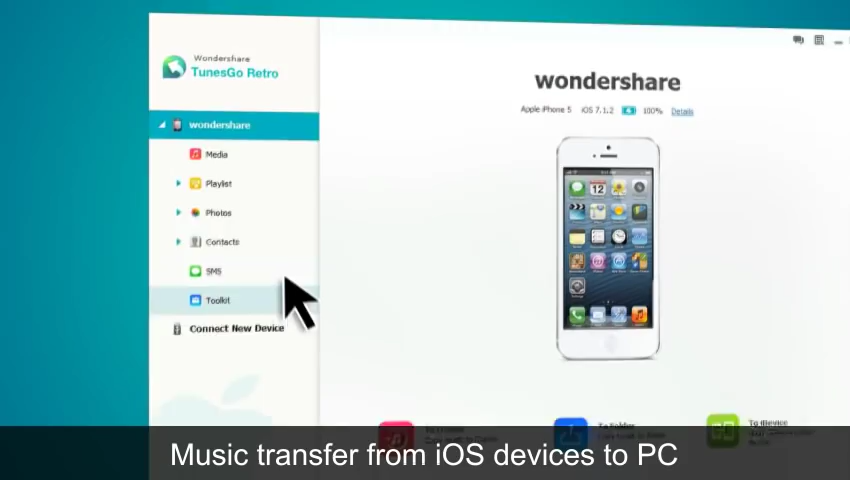 Wondershare
TunesGo Retro
wondershare
Media
Playlist
Photos
Contacts
SMS
Toolkit
Connect New Device
wondershare
Apple iPhone 5 iOS 7.1.2 100% Details
12
To Folder
To iDevice
Music transfer from iOS devices to PC